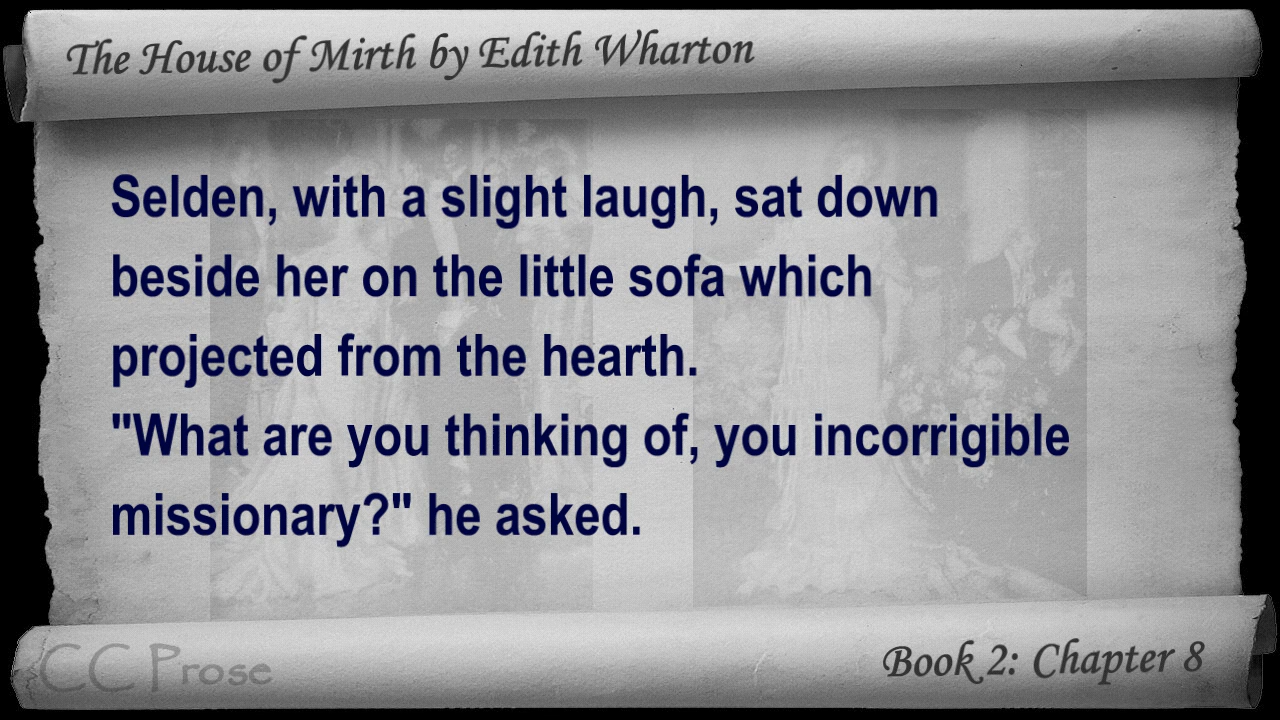 The House of Mirth by Edith Wharton
Selden, with a slight laugh, sat down
beside her on the little sofa which
projected from the hearth.
"What are you thinking of, you incorrigible
missionary?" he asked.
CC Prose
Book 2: Chapter 8